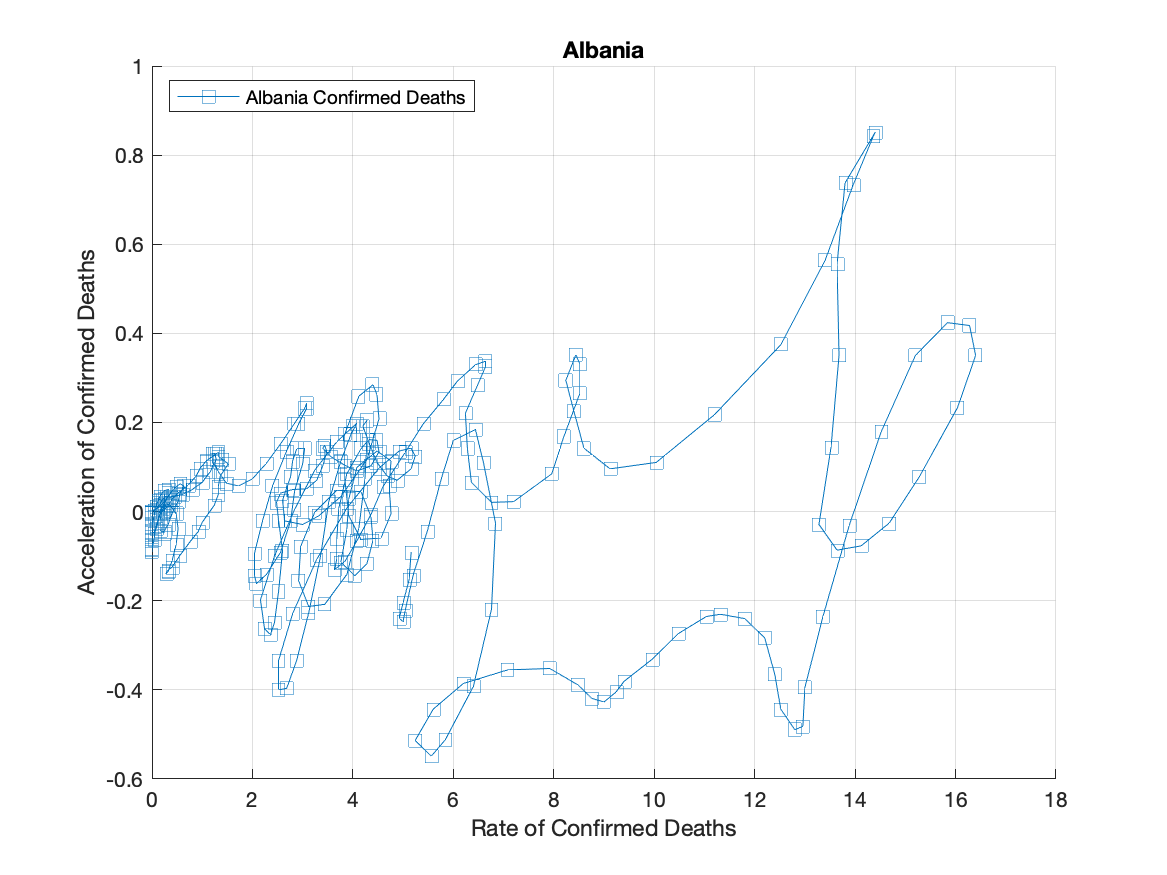 Albania
Albania Confirmed Deaths
1
0.8
0.6
0.4
0.2
0
-0.2
-0.4
-0.6
Acceleration of Confirmed Deaths
0 2 4 6 8 10 12 14 16 18
Rate of Confirmed Deaths